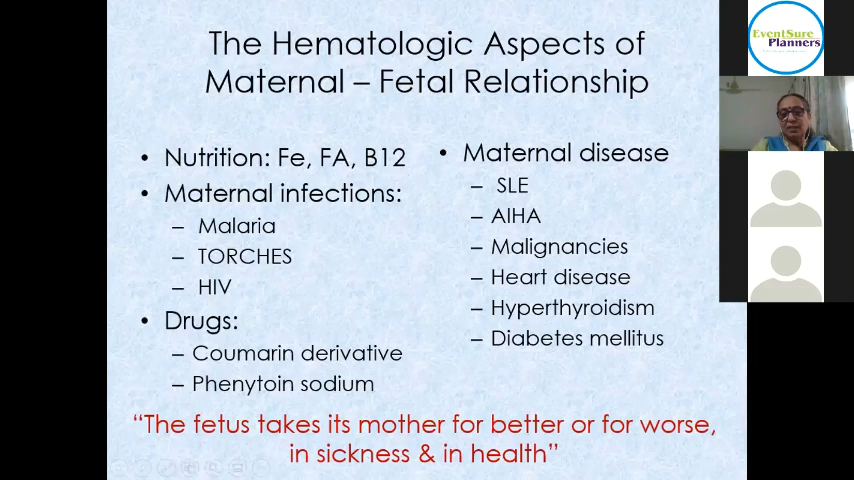 The Hematologic Aspects of
Maternal – Fetal Relationship
• Nutrition: Fe, FA, B12
• Maternal infections:
– Malaria
– TORCHES
– HIV
• Drugs:
– Coumarin derivative
– Phenytoin sodium
• Maternal disease
– SLE
– AIHA
– Malignancies
– Heart disease
– Hyperthyroidism
– Diabetes mellitus
“The fetus takes its mother for better or for worse,
in sickness & in health”
EventSure
Planners